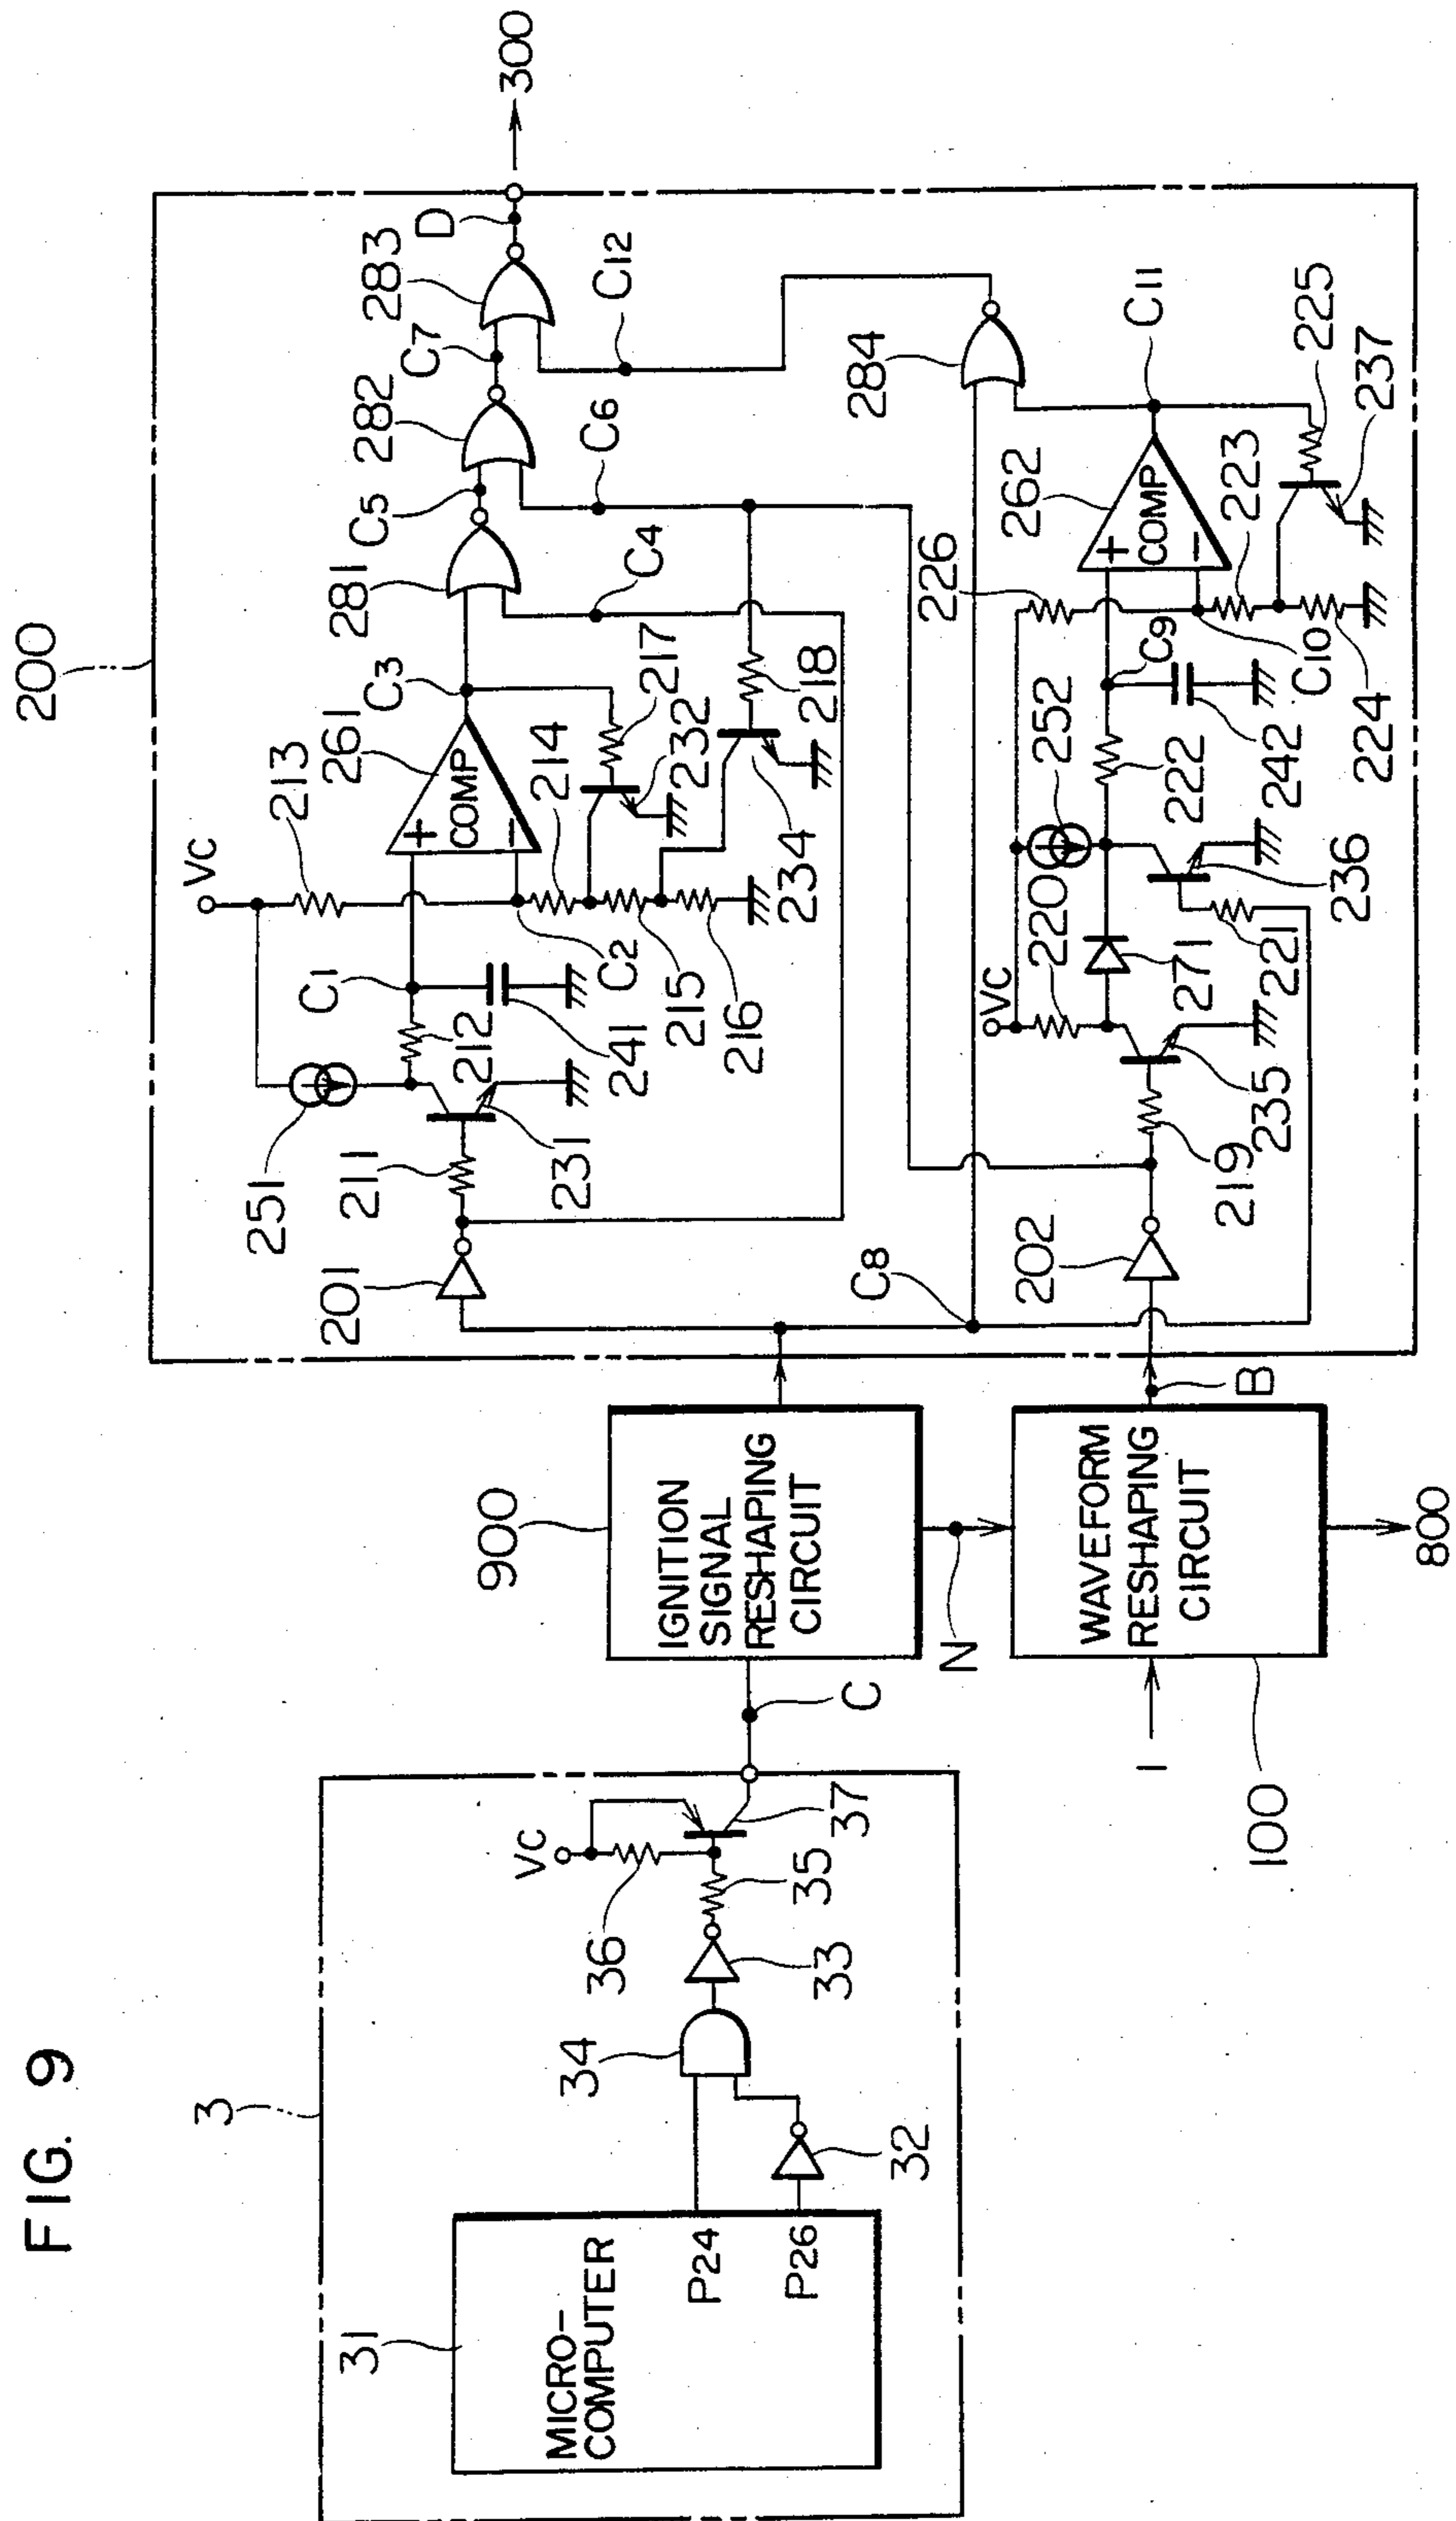 FIG. 9
3
31
MICRO-
COMPUTER
P24
P26
32
34
33
35
36
VC
37
C
900
IGNITION
SIGNAL
RESHAPING
CIRCUIT
N
1
WAVEFORM
RESHAPING
CIRCUIT
100
B
800
200
201
211
251
231
212
C1
241
VC
213
+
COMP
−
261
C2
214
215
216
C3
217
232
234
218
281
C4
C5
282
C6
C7
283
C12
D
300
C8
202
219
235
VC
220
271
221
236
252
222
C9
242
226
+
COMP
−
262
C10
223
224
C11
225
237
284